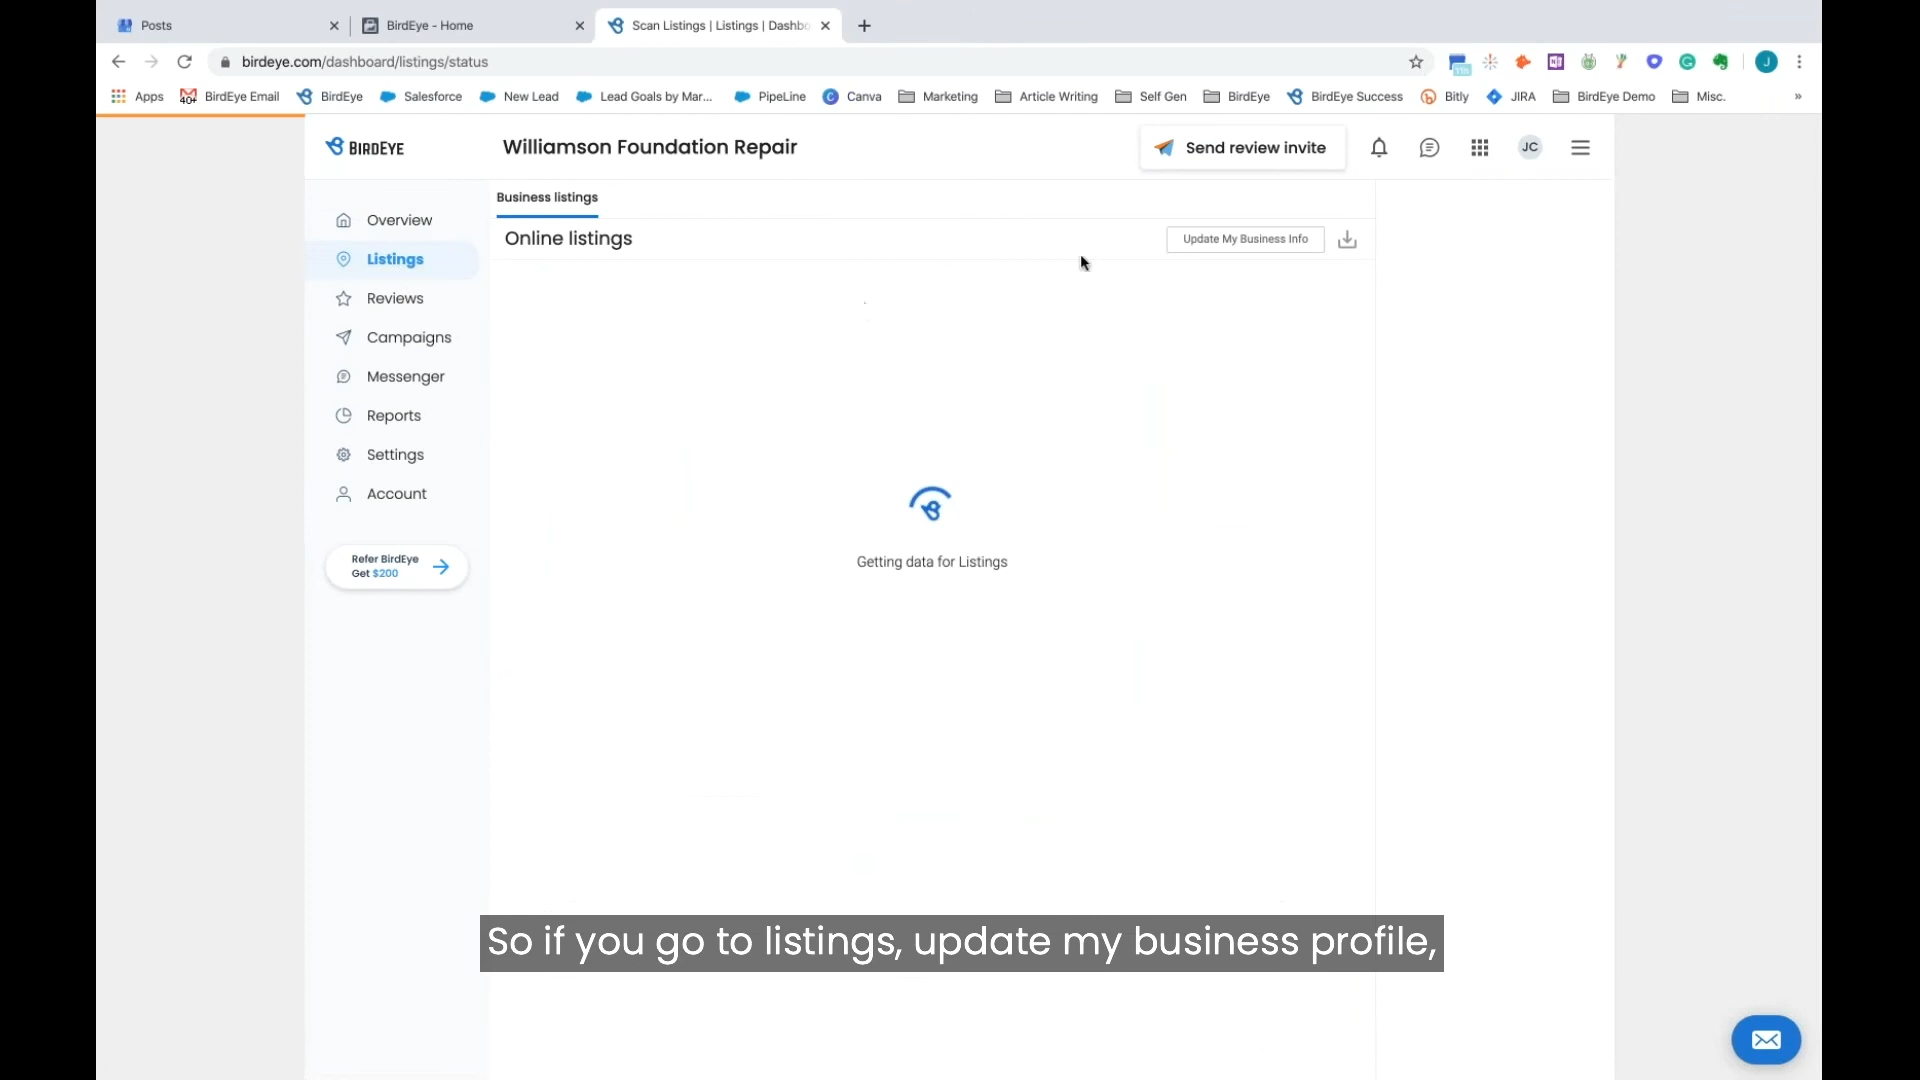 Posts
BirdEye - Home
Scan Listings | Listings | Dashbo
birdeye.com/dashboard/listings/status
11h
J
Apps
40+
BirdEye Email
BirdEye
Salesforce
New Lead
Lead Goals by Mar...
PipeLine
Canva
Marketing
Article Writing
Self Gen
BirdEye
BirdEye Success
Bitly
JIRA
BirdEye Demo
Misc.
»
BIRDEYE
Williamson Foundation Repair
Send review invite
JC
Business listings
Overview
Online listings
Update My Business Info
Listings
Reviews
Campaigns
Messenger
Reports
Settings
Account
Refer BirdEye
Get $200
Getting data for Listings
So if you go to listings, update my business profile,